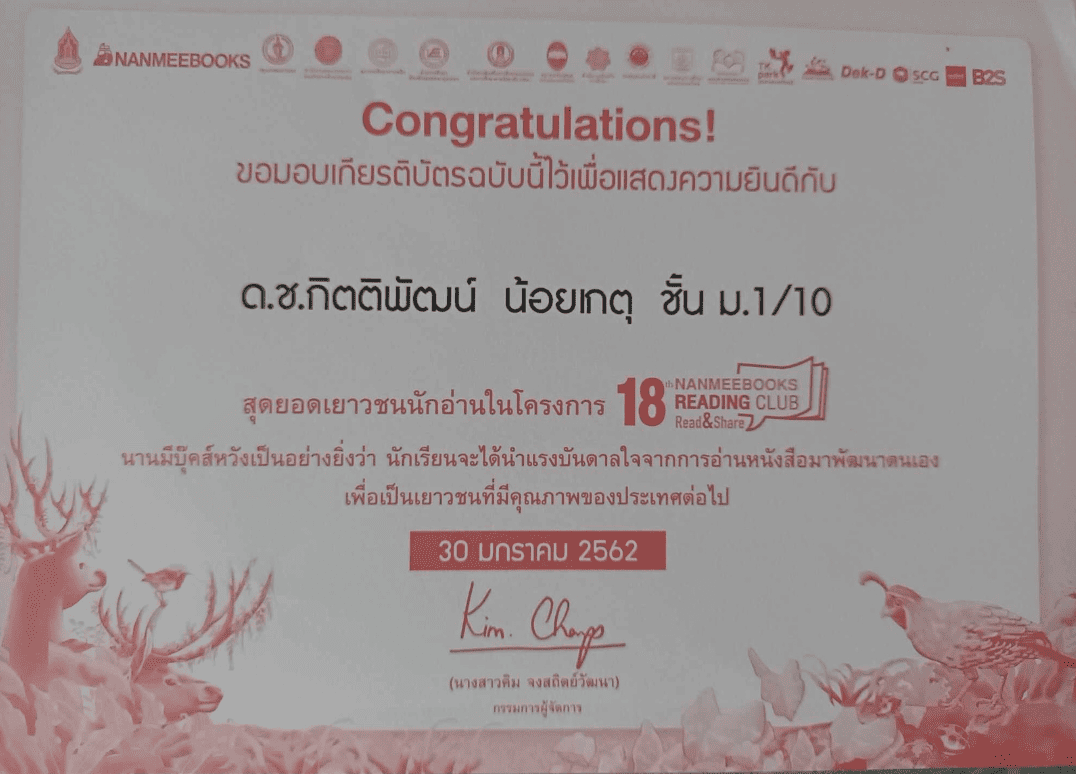 NANMEEBOOKS
TK park
Dek-D
SCG
B2S
Congratulations!
ขอมอบเกียรติบัตรฉบับนี้ไว้เพื่อแสดงความยินดีกับ
ด.ช.กิตติพัฒน์ น้อยเกตุ ชั้น ม.1/10
สุดยอดเยาวชนนักอ่านในโครงการ 18th NANMEEBOOKS
READING CLUB
Read&Share
นานมีบุ๊คส์หวังเป็นอย่างยิ่งว่า นักเรียนจะได้นำแรงบันดาลใจจากการอ่านหนังสือมาพัฒนาตนเอง
เพื่อเป็นเยาวชนที่มีคุณภาพของประเทศต่อไป
30 มกราคม 2562
Kim.
(นางสาวคิม จงสถิตย์วัฒนา)
กรรมการผู้จัดการ